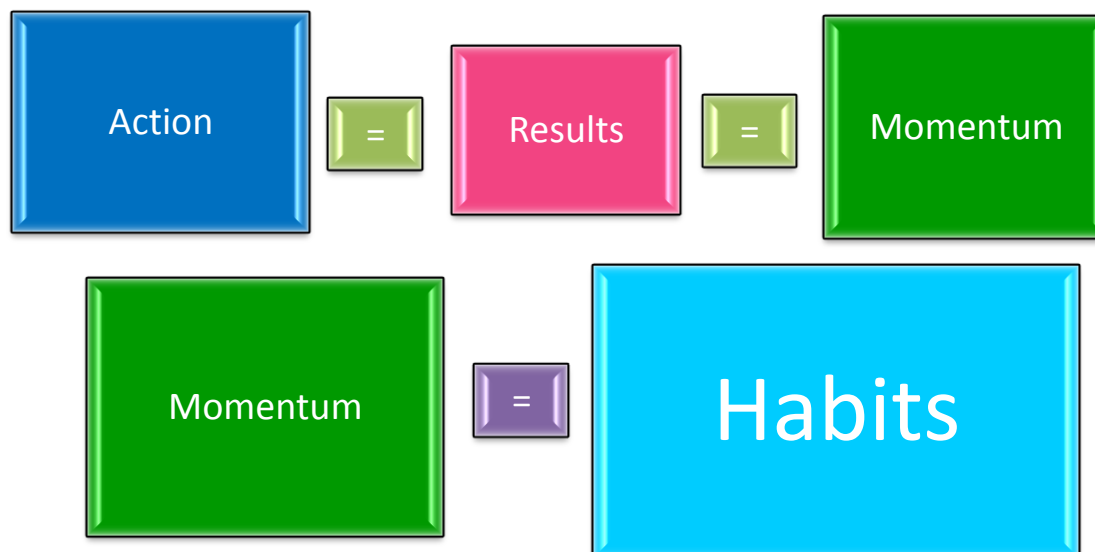 Action = Results = Momentum
Momentum = Habits